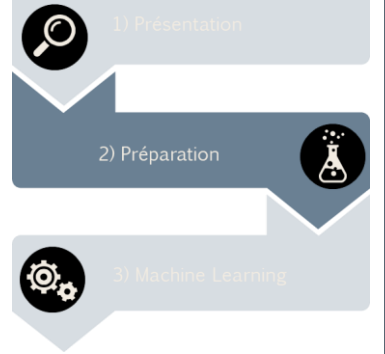 1) Présentation
2) Préparation
3) Machine Learning